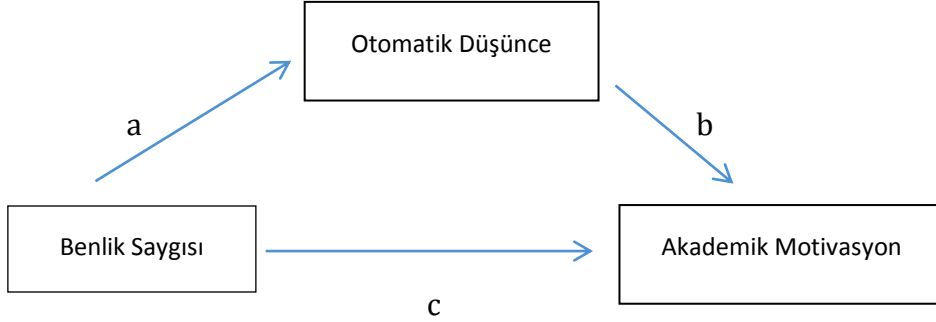 Otomatik Düşünce
a
b
Benlik Saygısı
Akademik Motivasyon
c